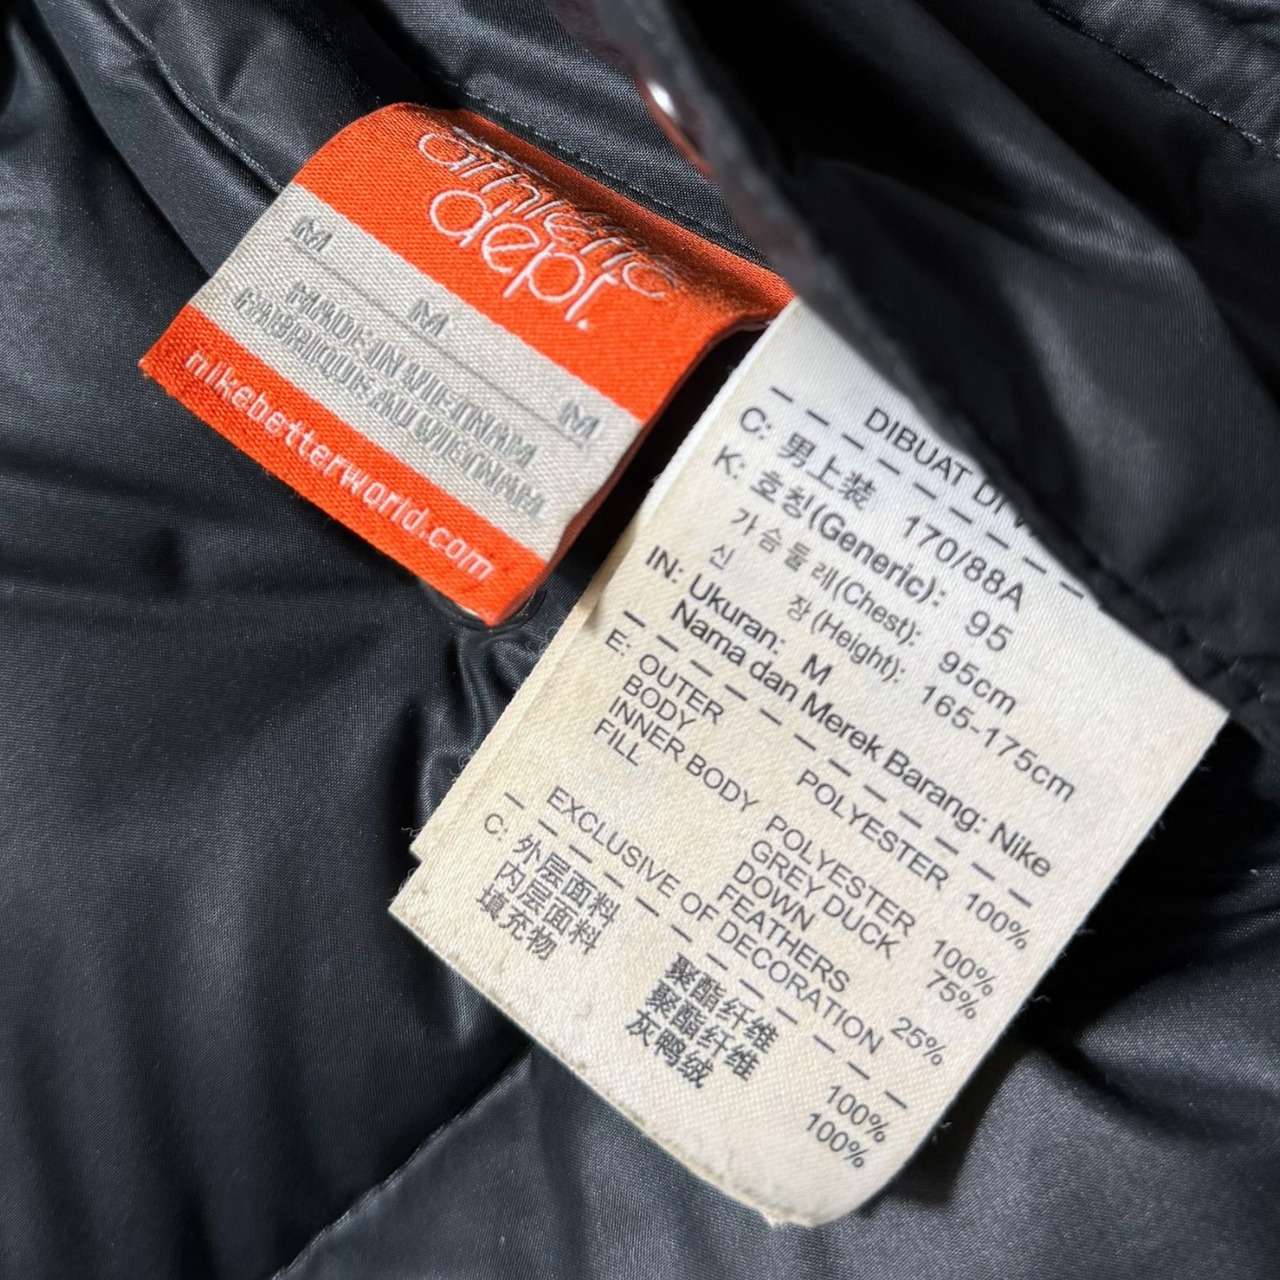 athletic
dept.
M
M
M
MADE IN VIETNAM
FABRIQUE AU VIETNAM
nikebetterworld.com
DIBUAT DI
C: 男上装 170/88A
K: 호칭(Generic): 95
가슴둘레(Chest): 95cm
신 장(Height): 165-175cm
IN: Ukuran: M
Nama dan Merek Barang: Nike
E: OUTER
BODY POLYESTER 100%
INNER BODY POLYESTER 100%
FILL GREY DUCK
DOWN 75%
FEATHERS 25%
EXCLUSIVE OF DECORATION
C: 外层面料 聚酯纤维 100%
内层面料 聚酯纤维 100%
填充物 灰鸭绒